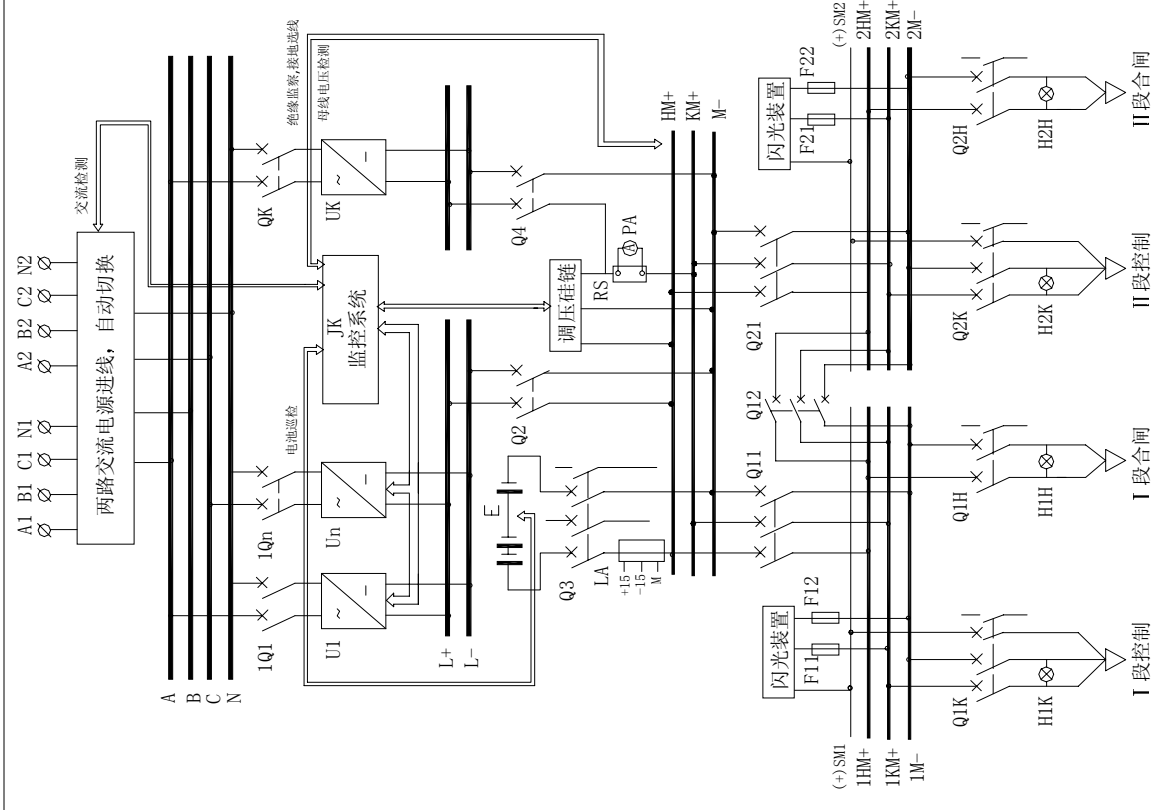 A1 B1 C1 N1 A2 B2 C2 N2
两路交流电源进线, 自动切换
交流检测
A
B
C
N
1Q1
1Qn
QK
绝缘监察,接地选线
母线电压检测
U1
~
−
Un
~
−
电池巡检
JK
监控系统
UK
~
−
L+
L-
Q2
Q4
E
Q3
LA
+15
-15
M
调压硅链
RS
A
PA
HM+
KM+
M-
Q11
Q12
Q21
闪光装置
F11
F12
闪光装置
F21
F22
(+)SM1
1HM+
1KM+
1M-
(+)SM2
2HM+
2KM+
2M-
Q1K
Q1H
Q2K
Q2H
H1K
H1H
H2K
H2H
I段控制
I段合闸
II段控制
II段合闸